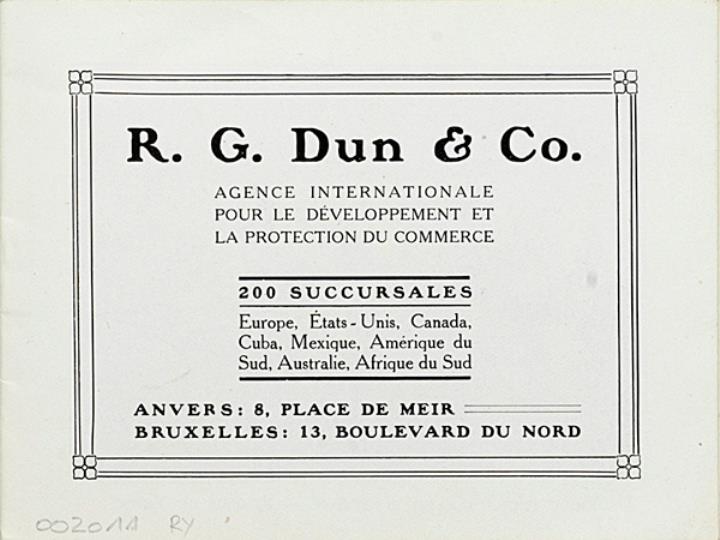 R. G. Dun & Co.
AGENCE INTERNATIONALE
POUR LE DÉVELOPPEMENT ET
LA PROTECTION DU COMMERCE
200 SUCCURSALES
Europe, États-Unis, Canada,
Cuba, Mexique, Amérique du
Sud, Australie, Afrique du Sud
ANVERS: 8, PLACE DE MEIR
BRUXELLES: 13, BOULEVARD DU NORD
002011 RY